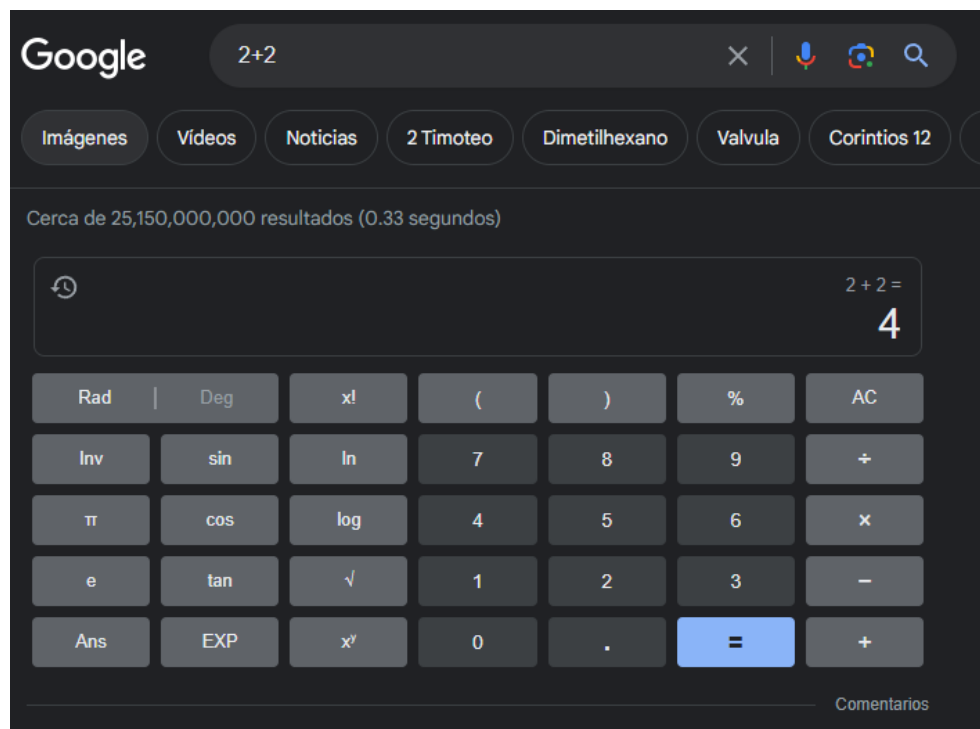 Google 2+2
Imágenes Vídeos Noticias 2 Timoteo Dimetilhexano Valvula Corintios 12
Cerca de 25,150,000,000 resultados (0.33 segundos)
2 + 2 =
4
Rad | Deg x! ( ) % AC
Inv sin ln 7 8 9 ÷
π cos log 4 5 6 ×
e tan √ 1 2 3 −
Ans EXP xʸ 0 . = +
Comentarios